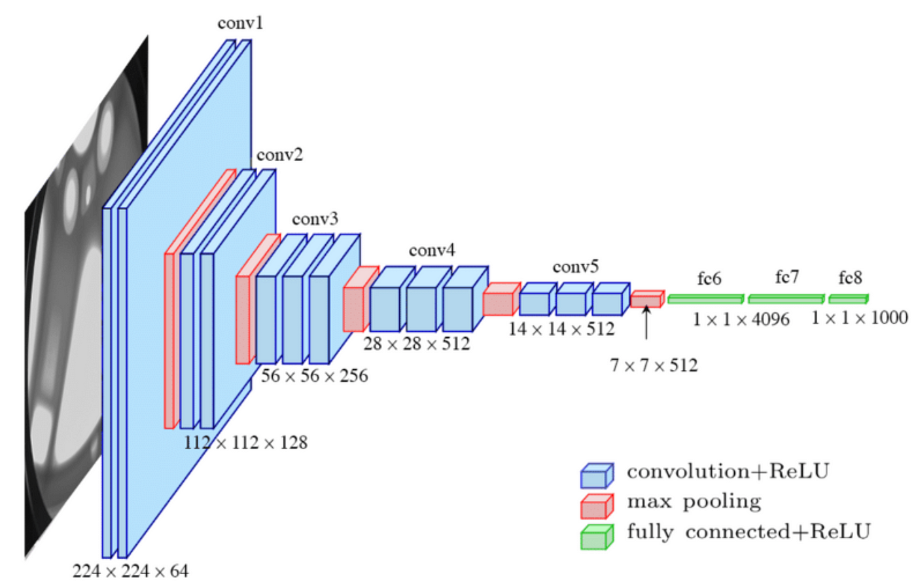 conv1
conv2
conv3
conv4
conv5
fc6
fc7
fc8
1 × 1 × 4096
1 × 1 × 1000
14 × 14 × 512
28 × 28 × 512
7 × 7 × 512
56 × 56 × 256
112 × 112 × 128
224 × 224 × 64
convolution+ReLU
max pooling
fully connected+ReLU